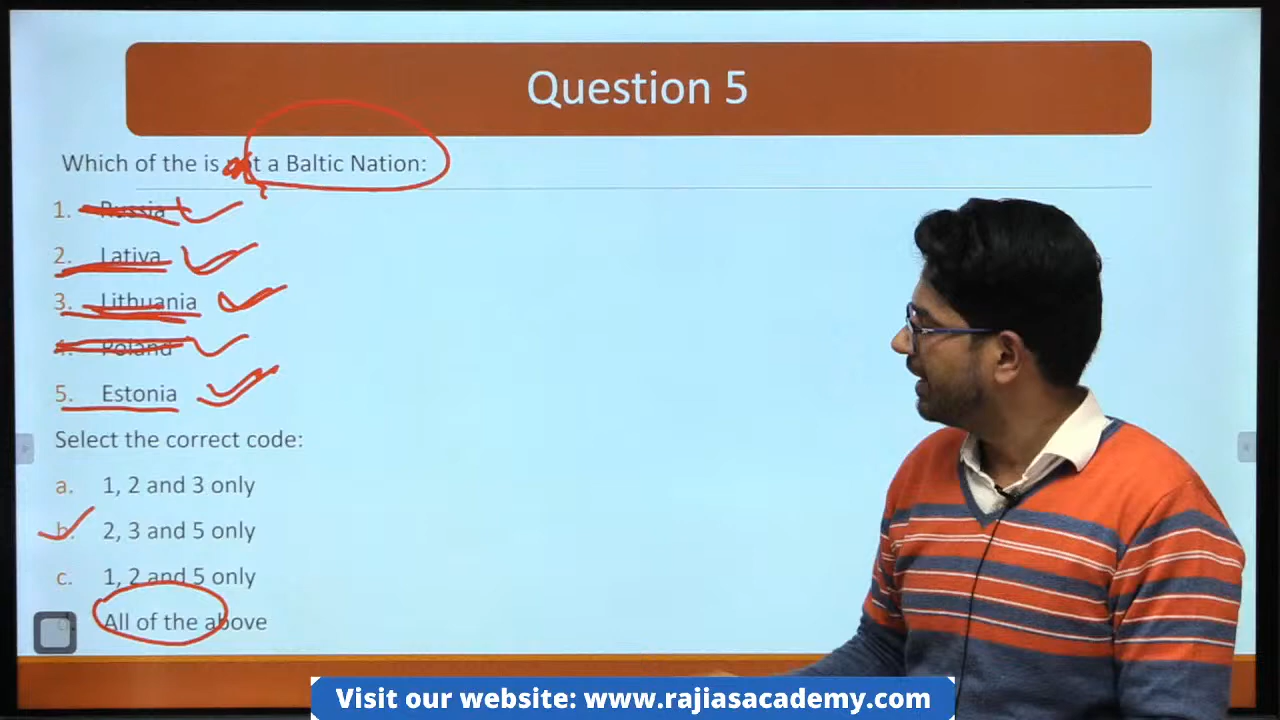 Question 5
Which of the is not a Baltic Nation:
1. Russia
2. Lativa
3. Lithuania
4. Poland
5. Estonia
Select the correct code:
a. 1, 2 and 3 only
b. 2, 3 and 5 only
c. 1, 2 and 5 only
d. All of the above
Visit our website: www.rajiasacademy.com